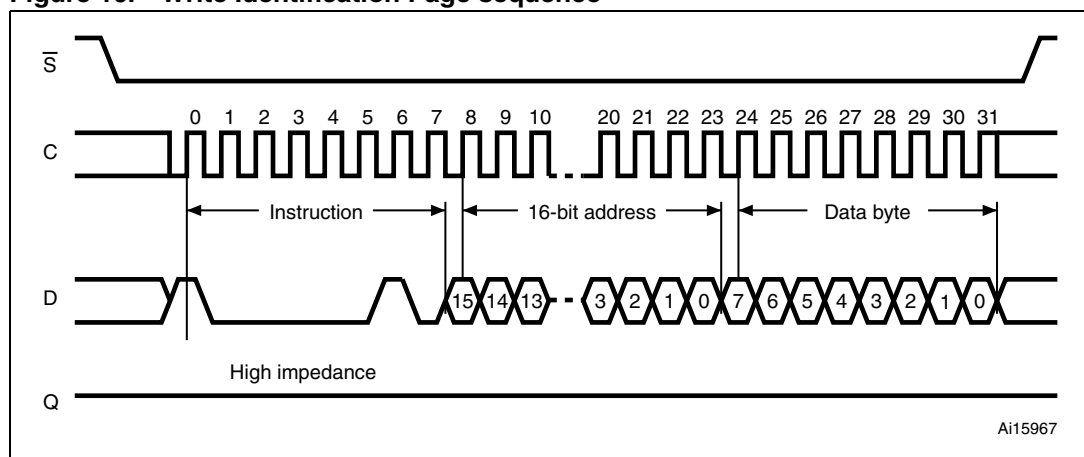 Figure 16. Write Identification Page sequence
S
0 1 2 3 4 5 6 7 8 9 10 20 21 22 23 24 25 26 27 28 29 30 31
C
Instruction 16-bit address Data byte
D
15 14 13 3 2 1 0 7 6 5 4 3 2 1 0
High impedance
Q
Ai15967